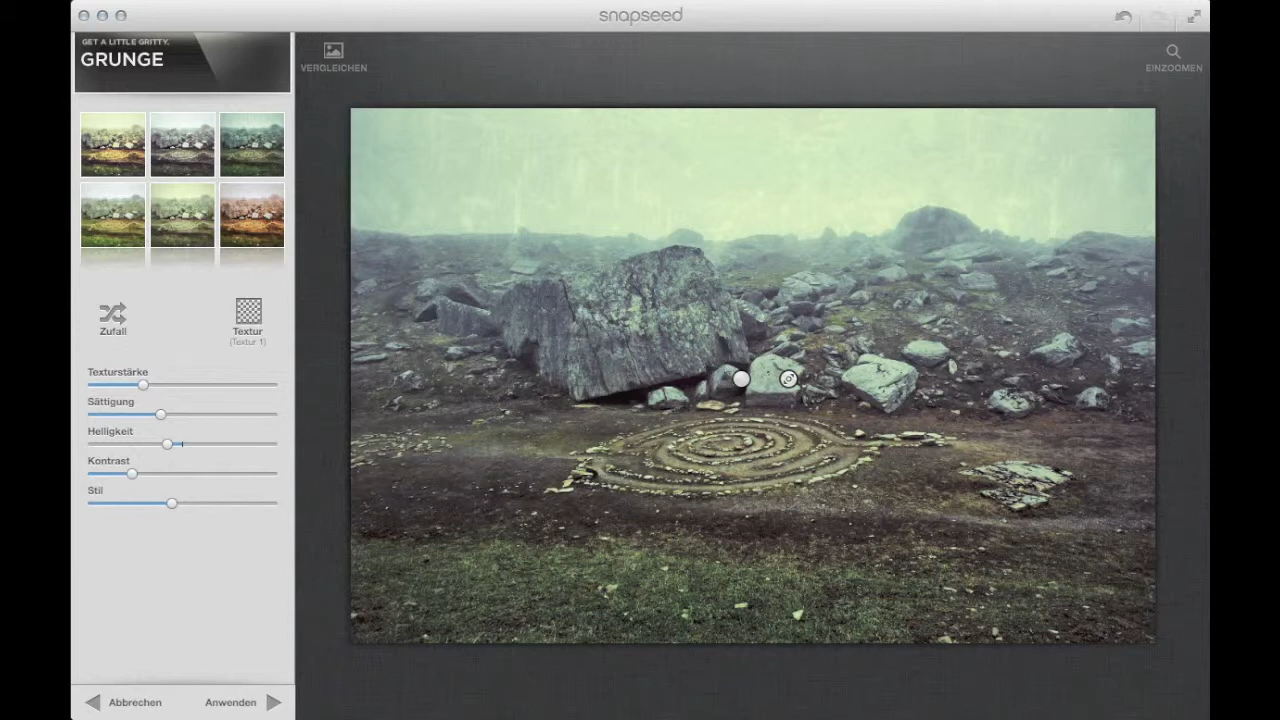 snapseed
GET A LITTLE GRITTY.
GRUNGE
VERGLEICHEN
EINZOOMEN
Zufall
Textur
(Textur 1)
Texturstärke
Sättigung
Helligkeit
Kontrast
Stil
Abbrechen
Anwenden